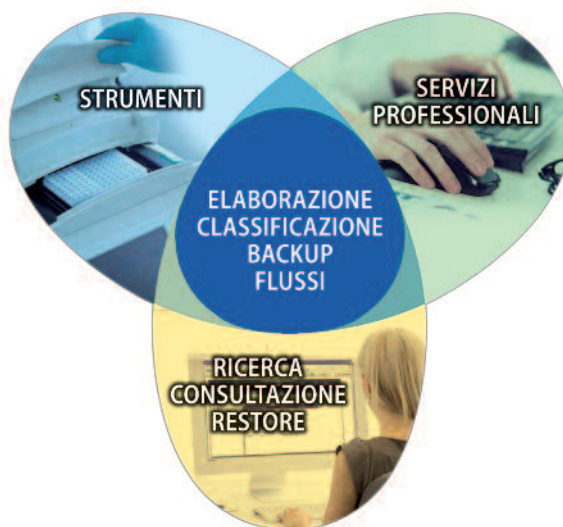 STRUMENTI
SERVIZI
PROFESSIONALI
ELABORAZIONE
CLASSIFICAZIONE
BACKUP
FLUSSI
RICERCA
CONSULTAZIONE
RESTORE